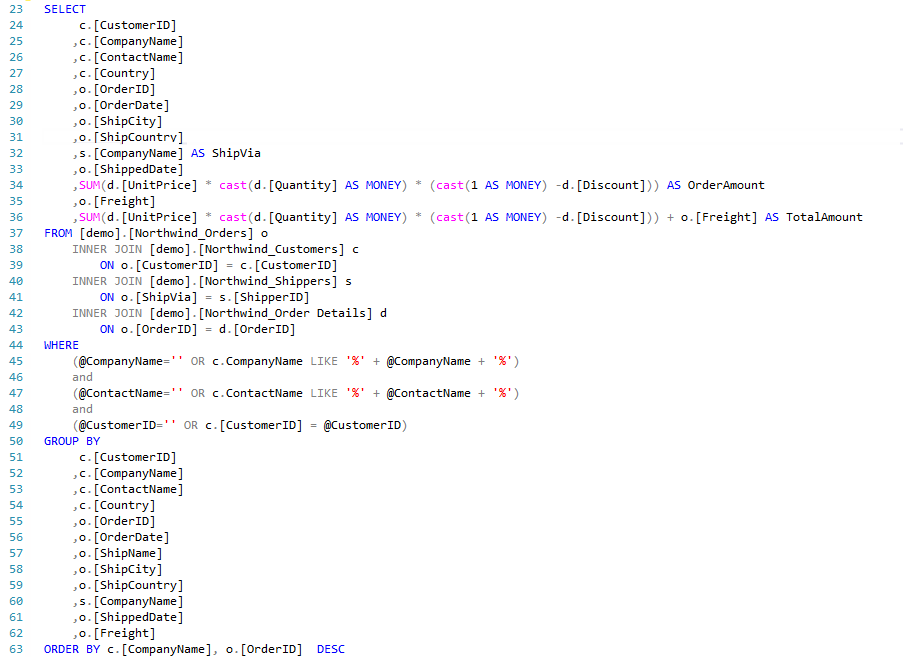 23 SELECT
24 c.[CustomerID]
25 ,c.[CompanyName]
26 ,c.[ContactName]
27 ,c.[Country]
28 ,o.[OrderID]
29 ,o.[OrderDate]
30 ,o.[ShipCity]
31 ,o.[ShipCountry]
32 ,s.[CompanyName] AS ShipVia
33 ,o.[ShippedDate]
34 ,SUM(d.[UnitPrice] * cast(d.[Quantity] AS MONEY) * (cast(1 AS MONEY) -d.[Discount])) AS OrderAmount
35 ,o.[Freight]
36 ,SUM(d.[UnitPrice] * cast(d.[Quantity] AS MONEY) * (cast(1 AS MONEY) -d.[Discount])) + o.[Freight] AS TotalAmount
37 FROM [demo].[Northwind_Orders] o
38 INNER JOIN [demo].[Northwind_Customers] c
39 ON o.[CustomerID] = c.[CustomerID]
40 INNER JOIN [demo].[Northwind_Shippers] s
41 ON o.[ShipVia] = s.[ShipperID]
42 INNER JOIN [demo].[Northwind_Order Details] d
43 ON o.[OrderID] = d.[OrderID]
44 WHERE
45 (@CompanyName='' OR c.CompanyName LIKE '%' + @CompanyName + '%')
46 and
47 (@ContactName='' OR c.ContactName LIKE '%' + @ContactName + '%')
48 and
49 (@CustomerID='' OR c.[CustomerID] = @CustomerID)
50 GROUP BY
51 c.[CustomerID]
52 ,c.[CompanyName]
53 ,c.[ContactName]
54 ,c.[Country]
55 ,o.[OrderID]
56 ,o.[OrderDate]
57 ,o.[ShipName]
58 ,o.[ShipCity]
59 ,o.[ShipCountry]
60 ,s.[CompanyName]
61 ,o.[ShippedDate]
62 ,o.[Freight]
63 ORDER BY c.[CompanyName], o.[OrderID] DESC